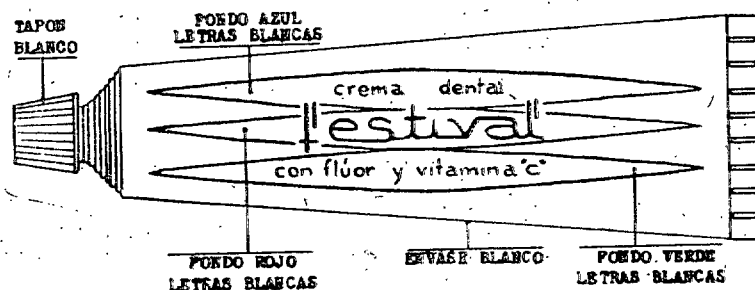 TAPON
BLANCO
FONDO AZUL
LETRAS BLANCAS
crema dental
Festival
con flúor y vitamina "C"
FONDO ROJO
LETRAS BLANCAS
ENVASE BLANCO
FONDO VERDE
LETRAS BLANCAS